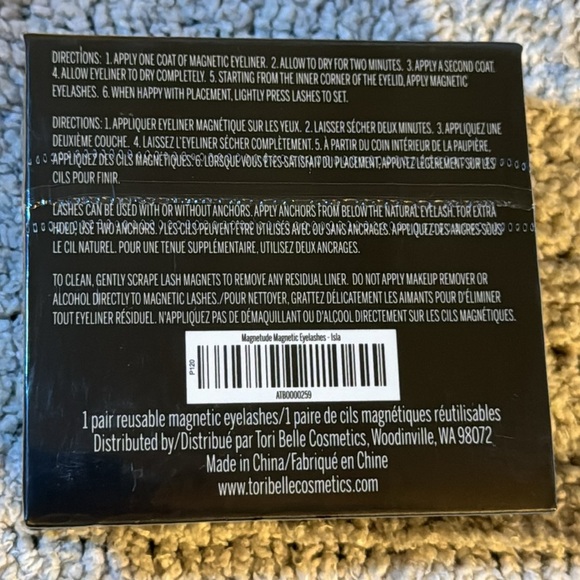 DIRECTIONS: 1. APPLY ONE COAT OF MAGNETIC EYELINER. 2. ALLOW TO DRY FOR TWO MINUTES. 3. APPLY A SECOND COAT.
4. ALLOW EYELINER TO DRY COMPLETELY. 5. STARTING FROM THE INNER CORNER OF THE EYELID, APPLY MAGNETIC
EYELASHES. 6. WHEN HAPPY WITH PLACEMENT, LIGHTLY PRESS LASHES TO SET.
DIRECTIONS: 1. APPLIQUER EYELINER MAGNÉTIQUE SUR LES YEUX. 2. LAISSER SÉCHER DEUX MINUTES. 3. APPLIQUEZ UNE
DEUXIÈME COUCHE. 4. LAISSEZ L'EYELINER SÉCHER COMPLÈTEMENT. 5. À PARTIR DU COIN INTÉRIEUR DE LA PAUPIÈRE,
APPLIQUEZ DES CILS MAGNÉTIQUES. 6. LORSQUE VOUS ÊTES SATISFAIT DU PLACEMENT, APPUYEZ LÉGÈREMENT SUR LES
CILS POUR FINIR.
LASHES CAN BE USED WITH OR WITHOUT ANCHORS. APPLY ANCHORS FROM BELOW THE NATURAL EYELASH. FOR EXTRA
HOLD, USE TWO ANCHORS. /LES CILS PEUVENT ÊTRE UTILISÉS AVEC OU SANS ANCRAGES. APPLIQUEZ DES ANCRES SOUS
LE CIL NATUREL. POUR UNE TENUE SUPPLÉMENTAIRE, UTILISEZ DEUX ANCRAGES.
TO CLEAN, GENTLY SCRAPE LASH MAGNETS TO REMOVE ANY RESIDUAL LINER. DO NOT APPLY MAKEUP REMOVER OR
ALCOHOL DIRECTLY TO MAGNETIC LASHES./POUR NETTOYER, GRATTEZ DÉLICATEMENT LES AIMANTS POUR D'ÉLIMINER
TOUT EYELINER RÉSIDUEL. N'APPLIQUEZ PAS DE DÉMAQUILLANT OU D'ALCOOL DIRECTEMENT SUR LES CILS MAGNÉTIQUES.
Magnetude Magnetic Eyelashes - Isla
P120
ATB0000259
1 pair reusable magnetic eyelashes/1 paire de cils magnétiques réutilisables
Distributed by/Distribué par Tori Belle Cosmetics, Woodinville, WA 98072
Made in China/Fabriqué en Chine
www.toribellecosmetics.com